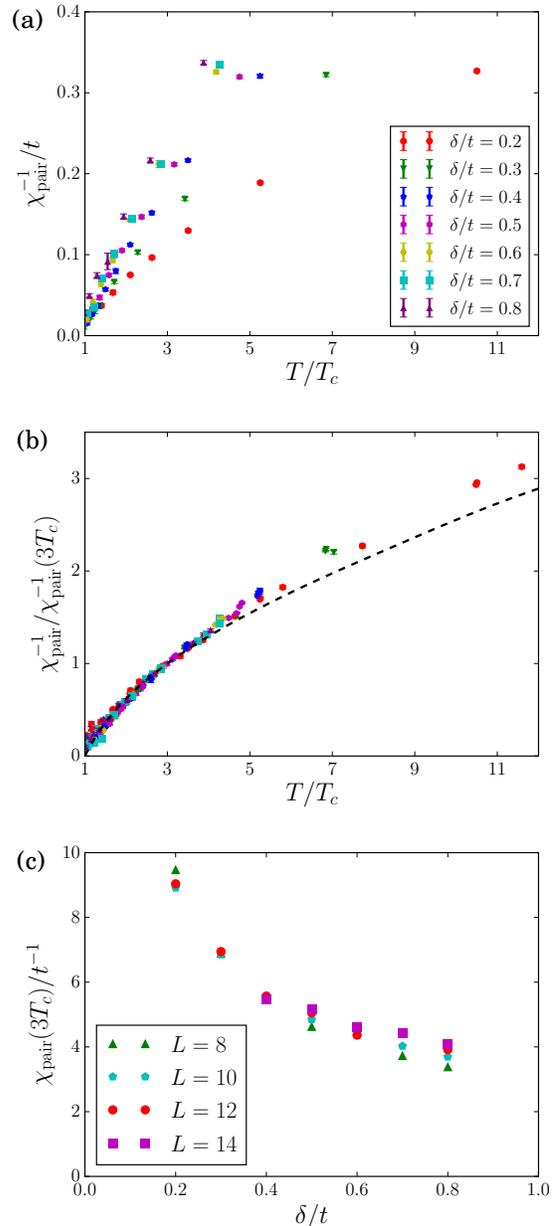 (a)
0.4
0.3
0.2
0.1
0.0
χ⁻¹pair/t
δ/t = 0.2
δ/t = 0.3
δ/t = 0.4
δ/t = 0.5
δ/t = 0.6
δ/t = 0.7
δ/t = 0.8
1 3 5 7 9 11
T/Tc
(b)
3
2
1
0
χ⁻¹pair/χ⁻¹pair(3Tc)
1 3 5 7 9 11
T/Tc
(c)
10
8
6
4
2
0
χpair(3Tc)/t⁻¹
L = 8
L = 10
L = 12
L = 14
0.0 0.2 0.4 0.6 0.8 1.0
δ/t